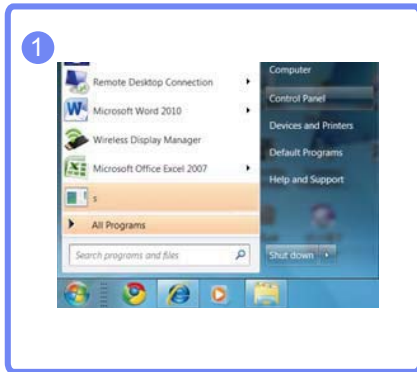 1
Remote Desktop Connection
Microsoft Word 2010
Wireless Display Manager
Microsoft Office Excel 2007
s
All Programs
Search programs and files
Computer
Control Panel
Devices and Printers
Default Programs
Help and Support
Shut down